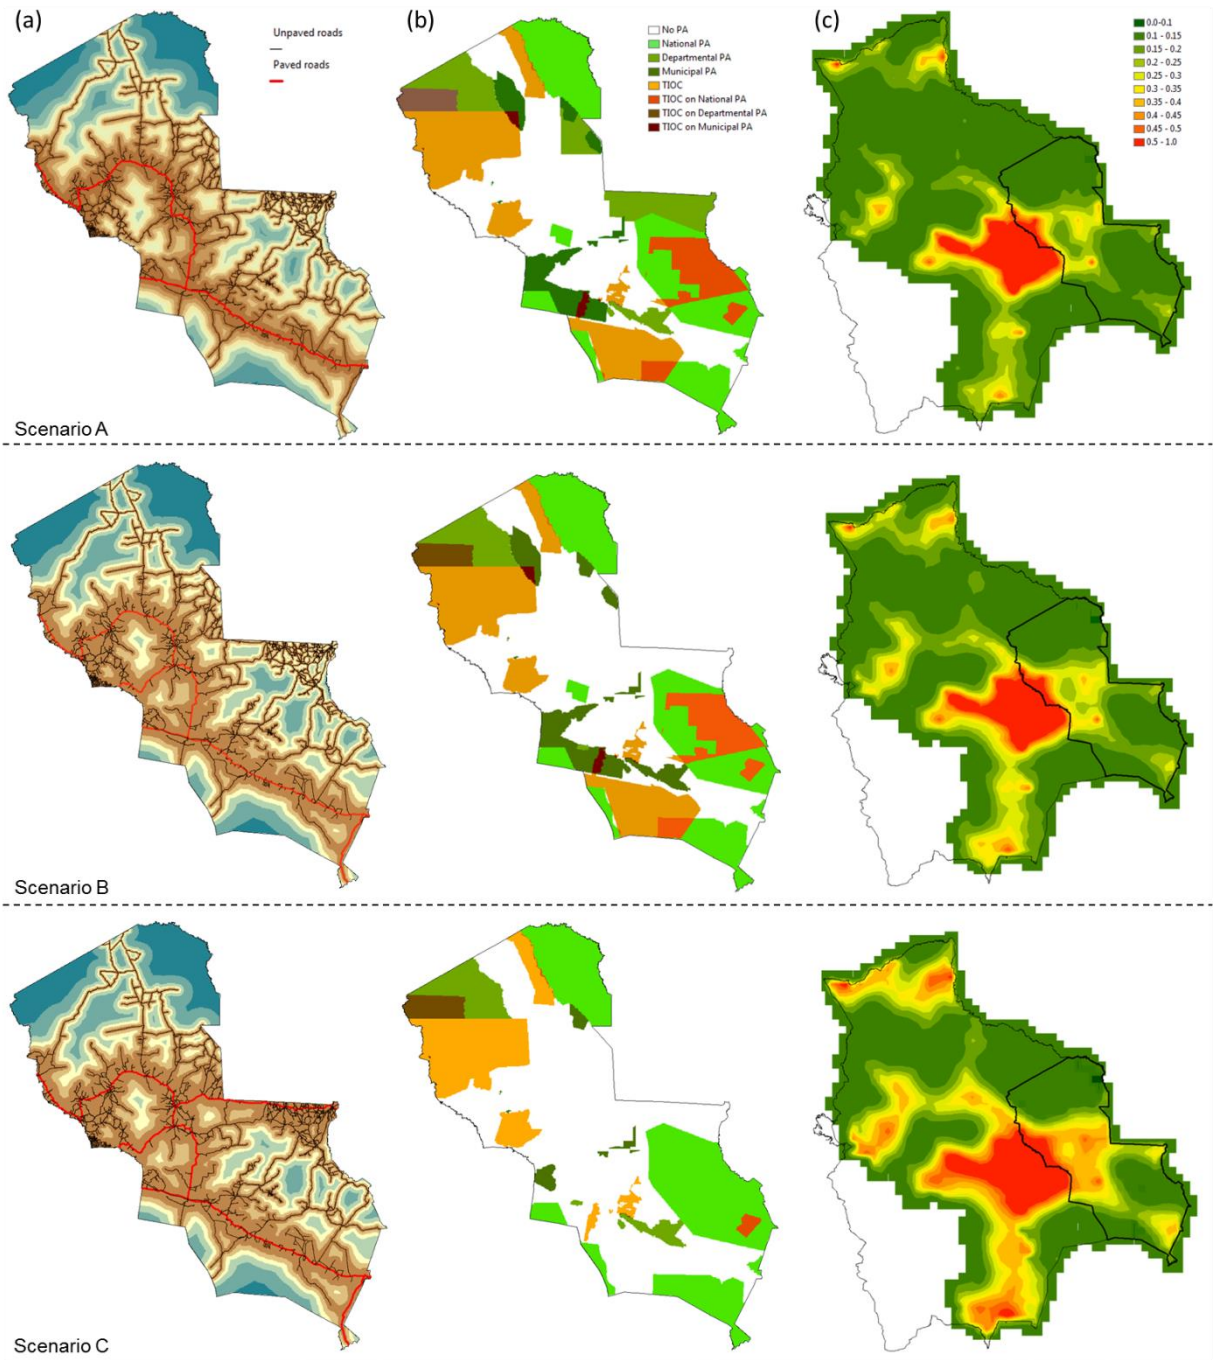 (a)
Unpaved roads
Paved roads
(b)
No PA
National PA
Departmental PA
Municipal PA
TIOC
TIOC on National PA
TIOC on Departmental PA
TIOC on Municipal PA
(c)
0.0-0.1
0.1 - 0.15
0.15 - 0.2
0.2 - 0.25
0.25 - 0.3
0.3 - 0.35
0.35 - 0.4
0.4 - 0.45
0.45 - 0.5
0.5 - 1.0
Scenario A
Scenario B
Scenario C